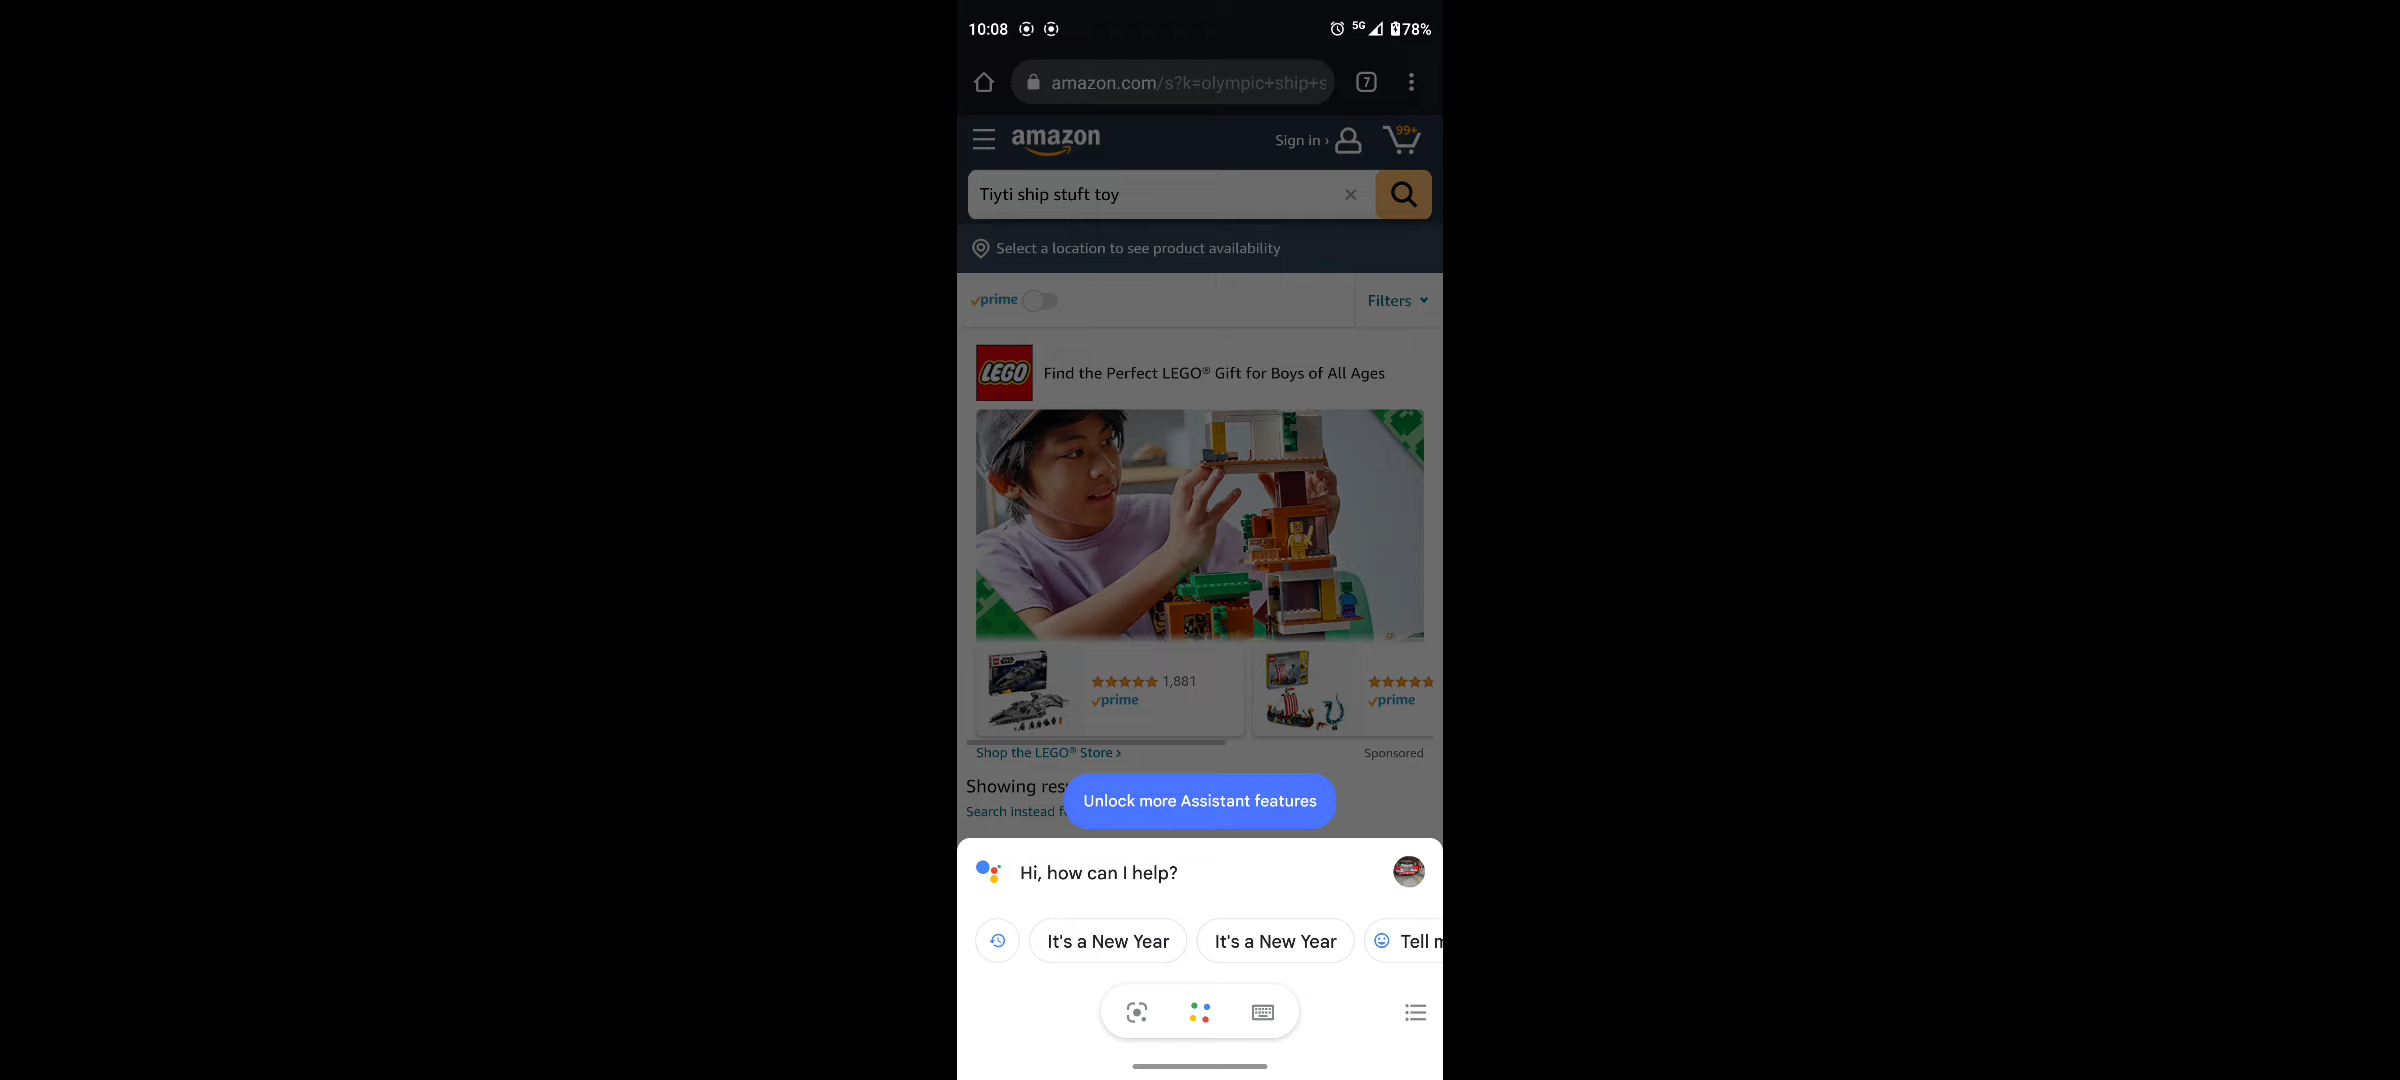 10:08
5G
78%
amazon.com/s?k=olympic+ship+s
7
amazon
Sign in ›
99+
Tiyti ship stuft toy
Select a location to see product availability
prime
Filters
LEGO
Find the Perfect LEGO® Gift for Boys of All Ages
1,881
prime
prime
Shop the LEGO® Store ›
Sponsored
Showing res
Search instead f
Unlock more Assistant features
Hi, how can I help?
It's a New Year
It's a New Year
Tell m